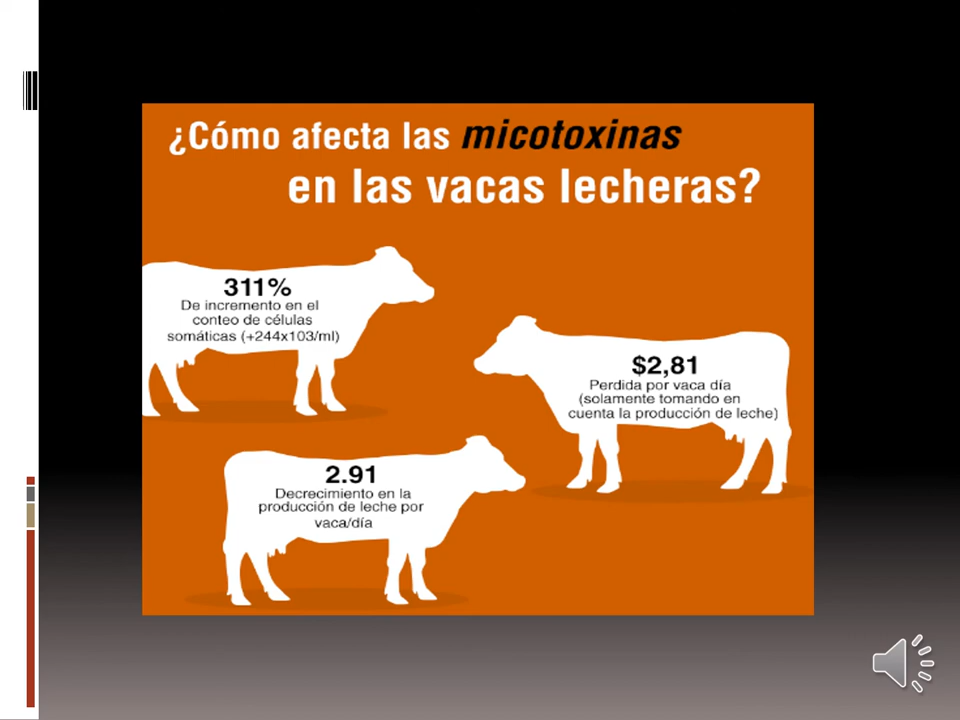 ¿Cómo afecta las micotoxinas
en las vacas lecheras?
311%
De incremento en el
conteo de células
somáticas (+244x103/ml)
$2,81
Perdida por vaca día
(solamente tomando en
cuenta la producción de leche)
2.91
Decrecimiento en la
producción de leche por
vaca/día